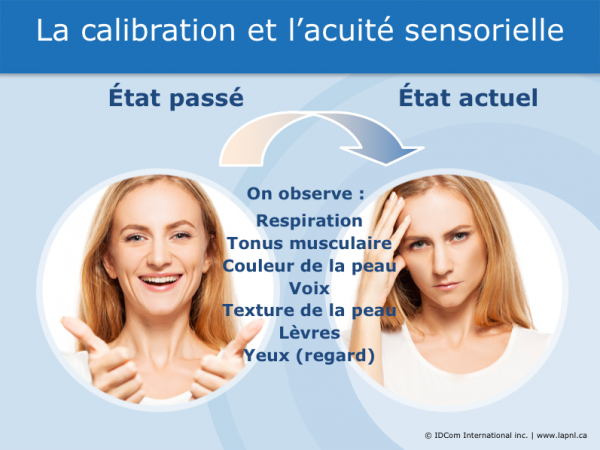 La calibration et l’acuité sensorielle
État passé
État actuel
On observe :
Respiration
Tonus musculaire
Couleur de la peau
Voix
Texture de la peau
Lèvres
Yeux (regard)
© IDCom International inc. | www.lapnl.ca